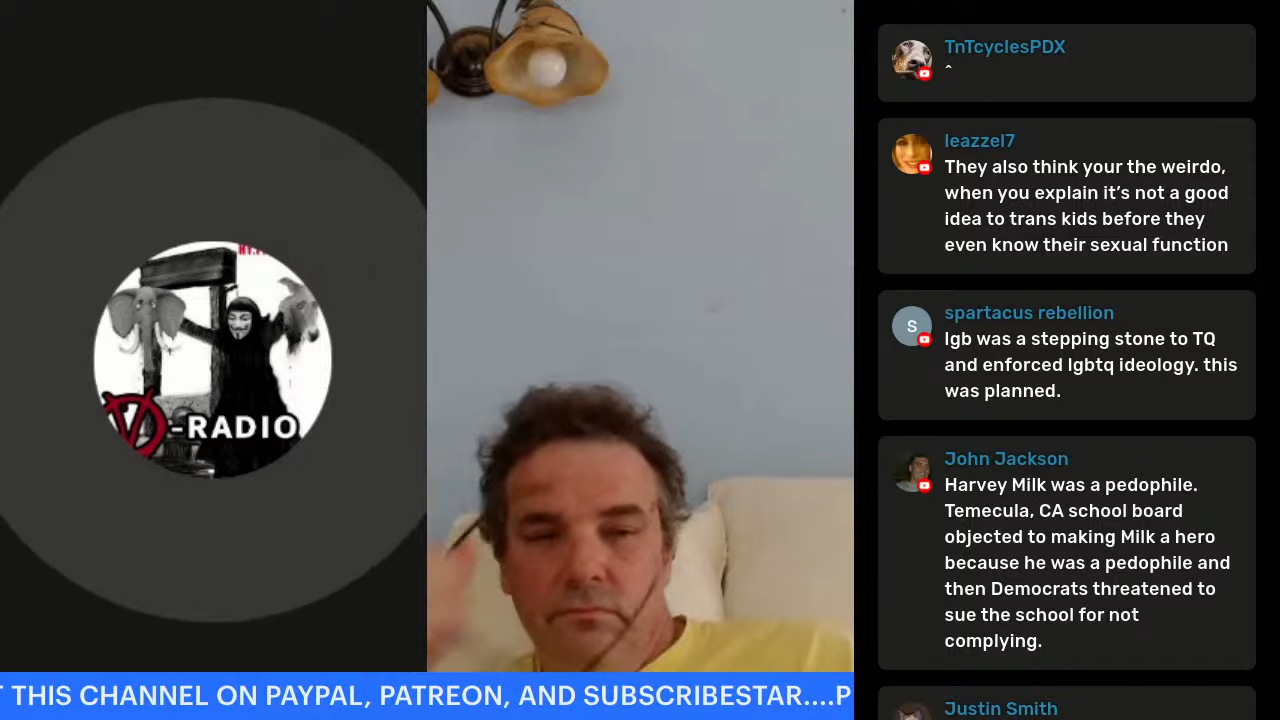 V-RADIO
T THIS CHANNEL ON PAYPAL, PATREON, AND SUBSCRIBESTAR....P
TnTcyclesPDX
^
leazzel7
They also think your the weirdo,
when you explain it’s not a good
idea to trans kids before they
even know their sexual function
S
spartacus rebellion
lgb was a stepping stone to TQ
and enforced lgbtq ideology. this
was planned.
John Jackson
Harvey Milk was a pedophile.
Temecula, CA school board
objected to making Milk a hero
because he was a pedophile and
then Democrats threatened to
sue the school for not
complying.
Justin Smith